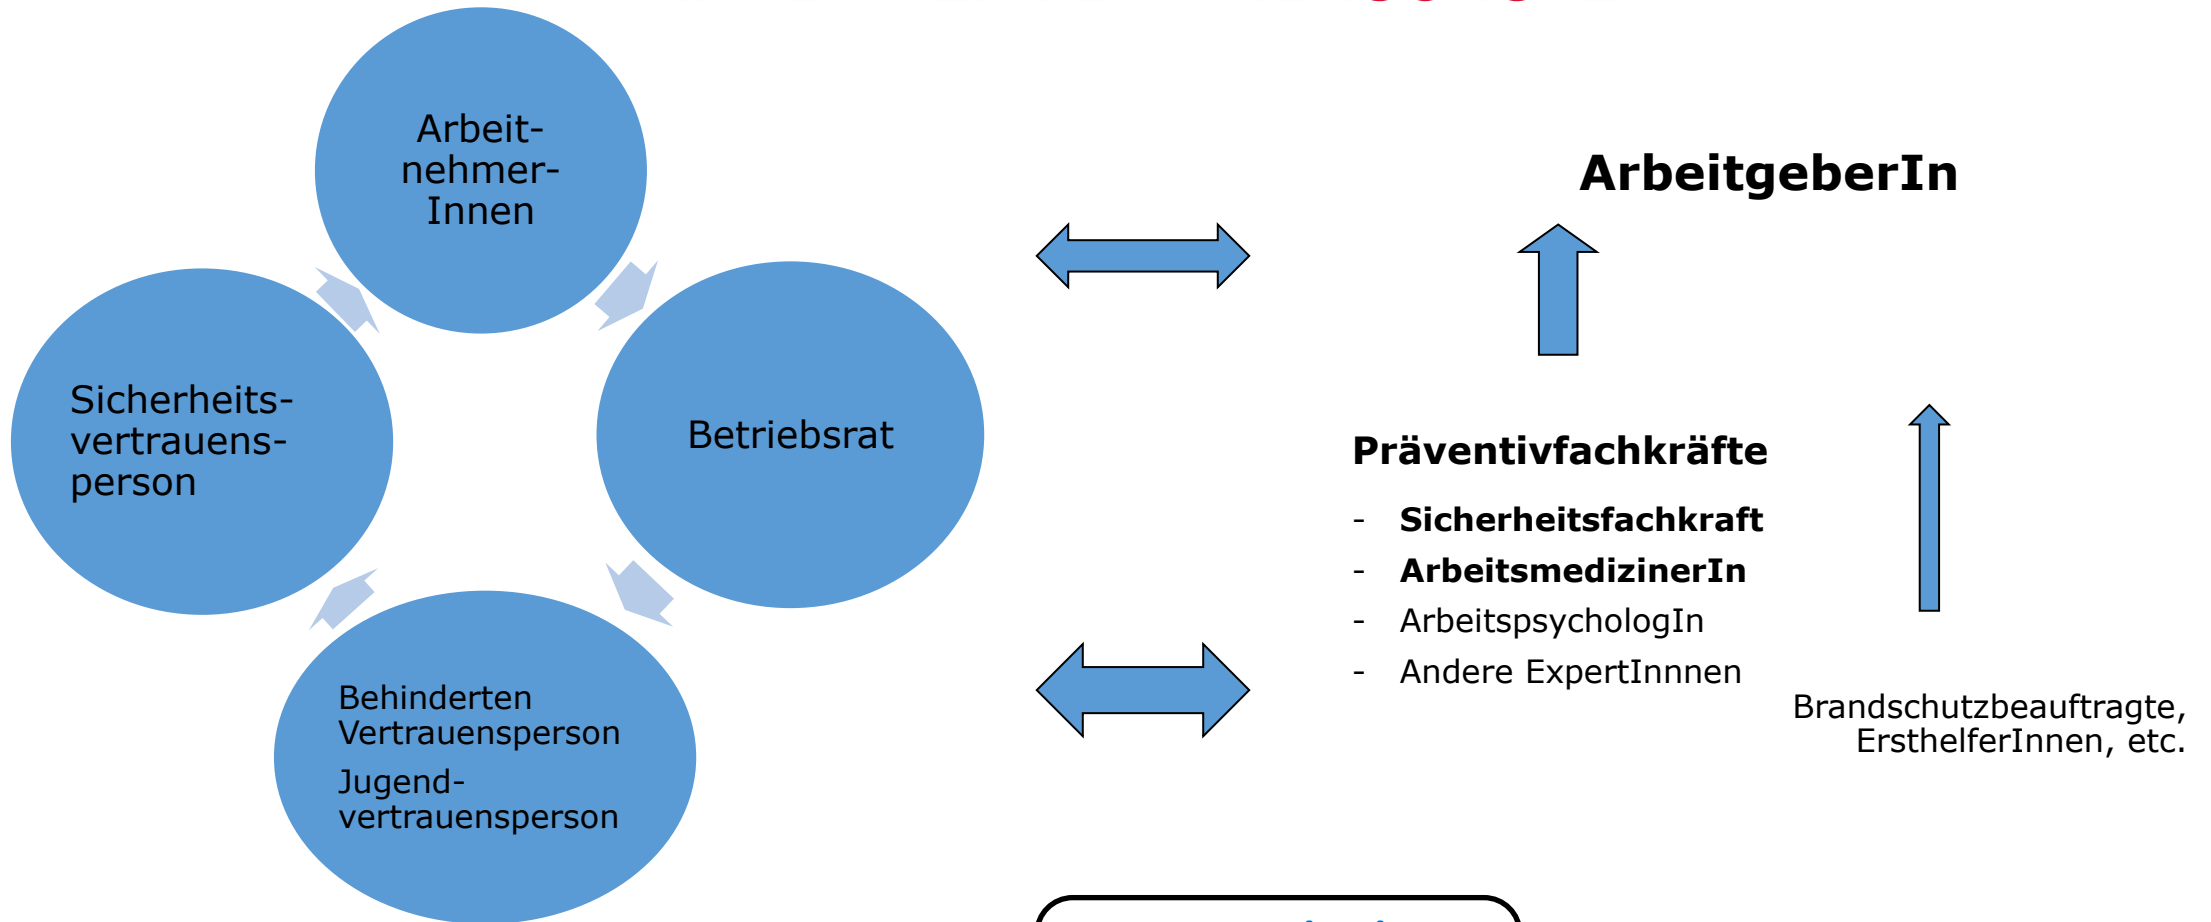 Arbeit-
nehmer-
Innen
Sicherheits-
vertrauens-
person
Betriebsrat
Behinderten
Vertrauensperson
Jugend-
vertrauensperson
ArbeitgeberIn
Präventivfachkräfte
- Sicherheitsfachkraft
- ArbeitsmedizinerIn
- ArbeitspsychologIn
- Andere ExpertInnnen
Brandschutzbeauftragte,
ErsthelferInnen, etc.